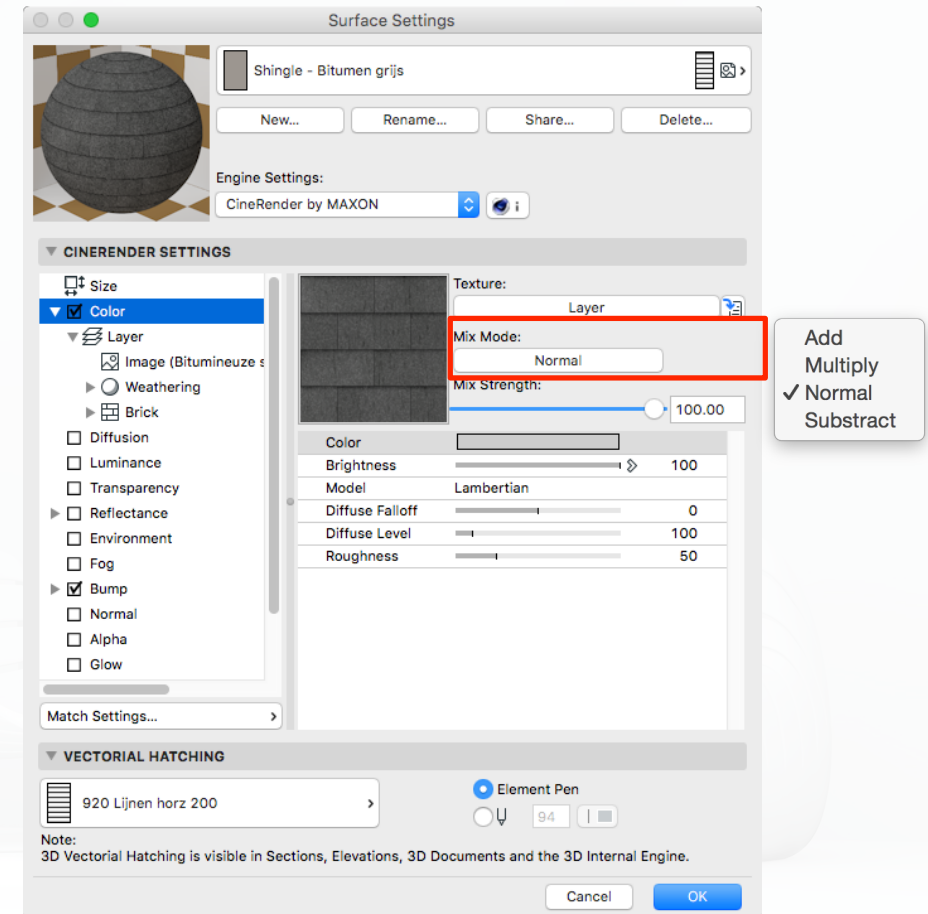 Surface Settings
Shingle - Bitumen grijs
New...
Rename...
Share...
Delete...
Engine Settings:
CineRender by MAXON
i
CINERENDER SETTINGS
Size
Color
Layer
Image (Bitumineuze s
Weathering
Brick
Diffusion
Luminance
Transparency
Reflectance
Environment
Fog
Bump
Normal
Alpha
Glow
Match Settings...
Texture:
Layer
Mix Mode:
Normal
Mix Strength:
100.00
Add
Multiply
✓ Normal
Substract
Color
Brightness 100
Model Lambertian
Diffuse Falloff 0
Diffuse Level 100
Roughness 50
VECTORIAL HATCHING
920 Lijnen horz 200
Element Pen
94
Note:
3D Vectorial Hatching is visible in Sections, Elevations, 3D Documents and the 3D Internal Engine.
Cancel
OK